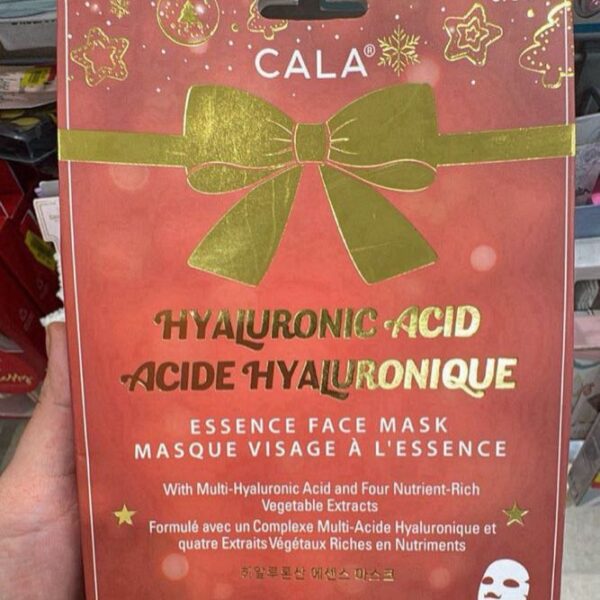 CALA®
HYALURONIC ACID
ACIDE HYALURONIQUE
ESSENCE FACE MASK
MASQUE VISAGE À L'ESSENCE
With Multi-Hyaluronic Acid and Four Nutrient-Rich
Vegetable Extracts
Formulé avec un Complexe Multi-Acide Hyaluronique et
quatre Extraits Végétaux Riches en Nutriments
히알루론산 에센스 마스크